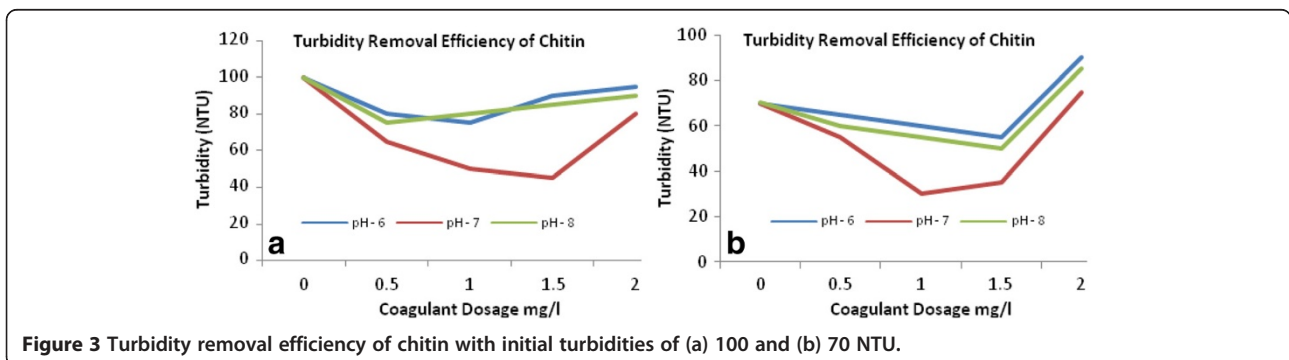 Turbidity Removal Efficiency of Chitin
120
100
80
60
40
20
0
Turbidity (NTU)
pH- 6 pH- 7 pH- 8
a
0 0.5 1 1.5 2
Coagulant Dosage mg/l
Turbidity Removal Efficiency of Chitin
100
80
60
40
20
0
Turbidity (NTU)
pH- 6 pH- 7 pH- 8
b
0 0.5 1 1.5 2
Coagulant Dosage mg/l
Figure 3 Turbidity removal efficiency of chitin with initial turbidities of (a) 100 and (b) 70 NTU.